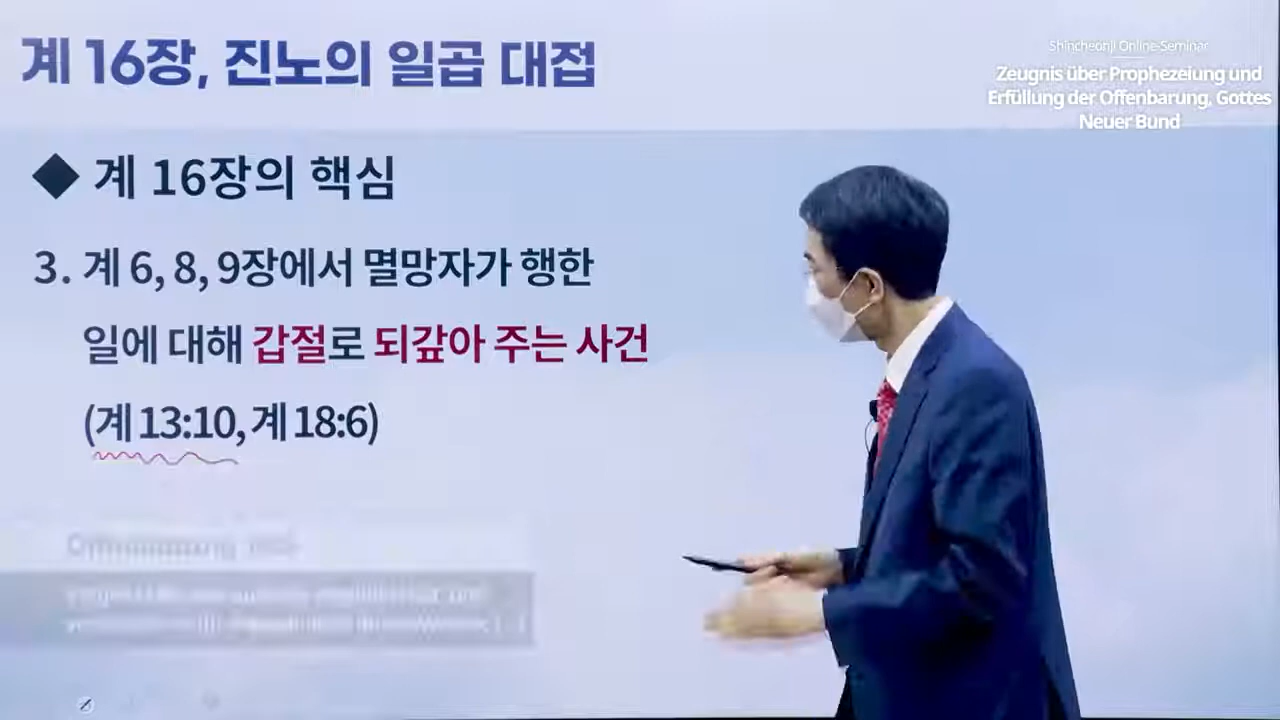 계 16장, 진노의 일곱 대접
Shincheonji Online-Seminar
Zeugnis über Prophezeiung und
Erfüllung der Offenbarung, Gottes
Neuer Bund
◆ 계 16장의 핵심
3. 계 6, 8, 9장에서 멸망자가 행한
일에 대해 갑절로 되갚아 주는 사건
(계 13:10, 계 18:6)